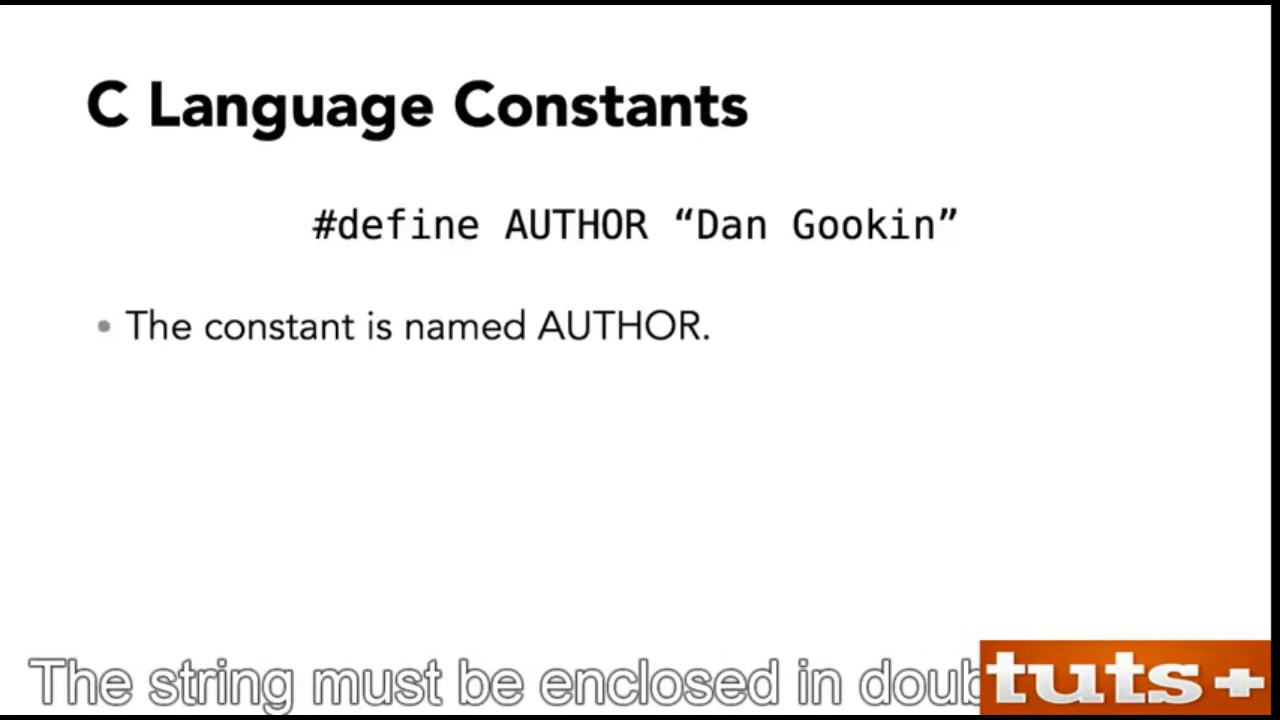 C Language Constants
#define AUTHOR “Dan Gookin”
• The constant is named AUTHOR.
The string must be enclosed in doub
tuts+